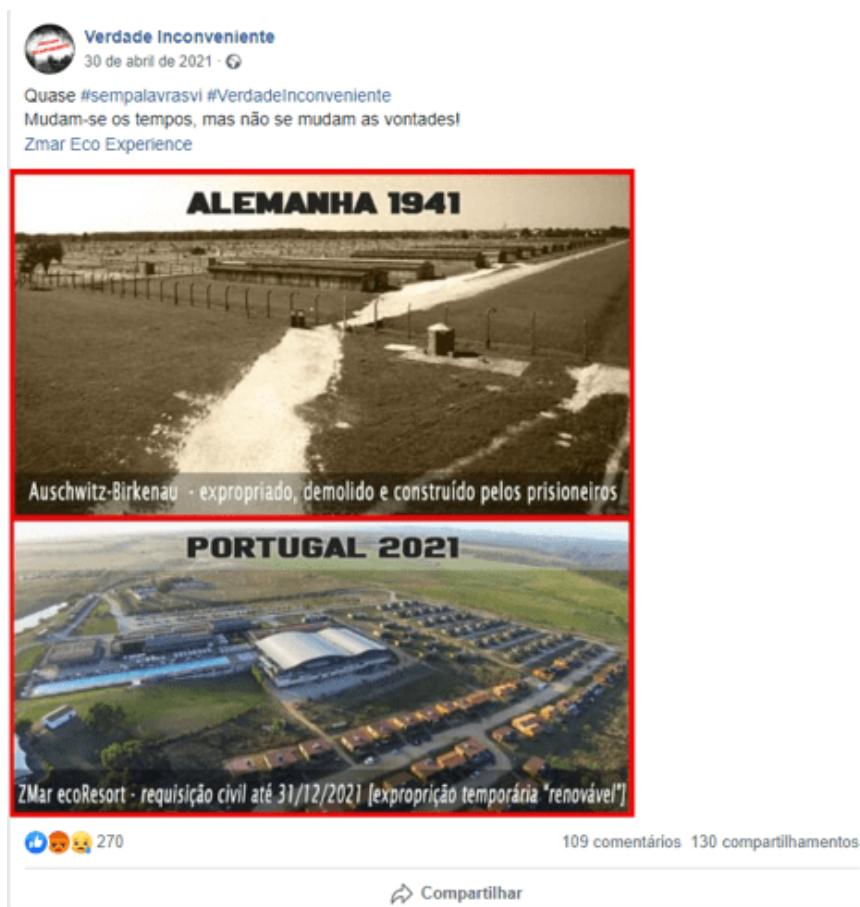 Verdade Inconveniente
30 de abril de 2021 ·
Quase #sempalavrasvi #VerdadeInconveniente
Mudam-se os tempos, mas não se mudam as vontades!
Zmar Eco Experience
ALEMANHA 1941
Auschwitz-Birkenau - expropriado, demolido e construído pelos prisioneiros
PORTUGAL 2021
ZMar ecoResort - requisição civil até 31/12/2021 [exproprição temporária "renovável"]
270
109 comentários 130 compartilhamentos
Compartilhar